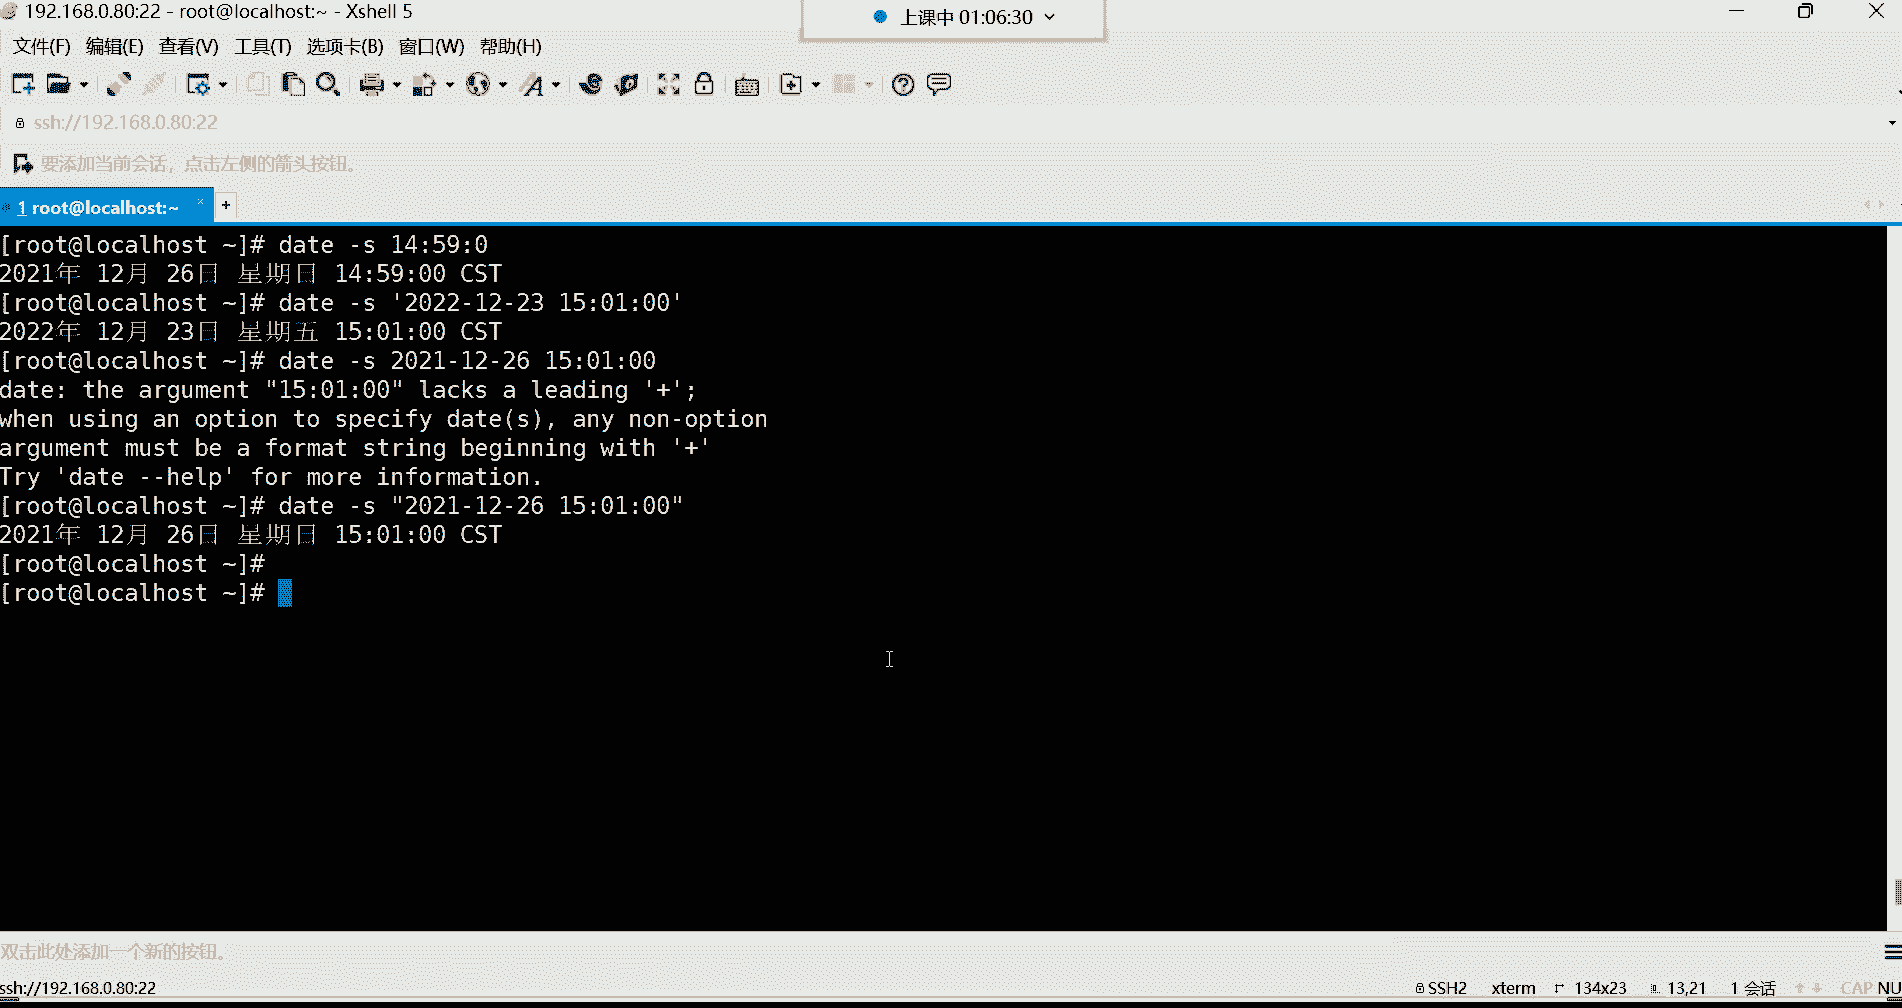 192.168.0.80:22 - root@localhost:~ - Xshell 5
上课中 01:06:30
文件(F) 编辑(E) 查看(V) 工具(T) 选项卡(B) 窗口(W) 帮助(H)
ssh://192.168.0.80:22
要添加当前会话，点击左侧的箭头按钮。
1 root@localhost:~ × +
[root@localhost ~]# date -s 14:59:0
2021年 12月 26日 星期日 14:59:00 CST
[root@localhost ~]# date -s '2022-12-23 15:01:00'
2022年 12月 23日 星期五 15:01:00 CST
[root@localhost ~]# date -s 2021-12-26 15:01:00
date: the argument "15:01:00" lacks a leading '+';
when using an option to specify date(s), any non-option
argument must be a format string beginning with '+'
Try 'date --help' for more information.
[root@localhost ~]# date -s "2021-12-26 15:01:00"
2021年 12月 26日 星期日 15:01:00 CST
[root@localhost ~]#
[root@localhost ~]#
双击此处添加一个新的按钮。
ssh://192.168.0.80:22 SSH2 xterm 134x23 13,21 1 会话 CAP NU